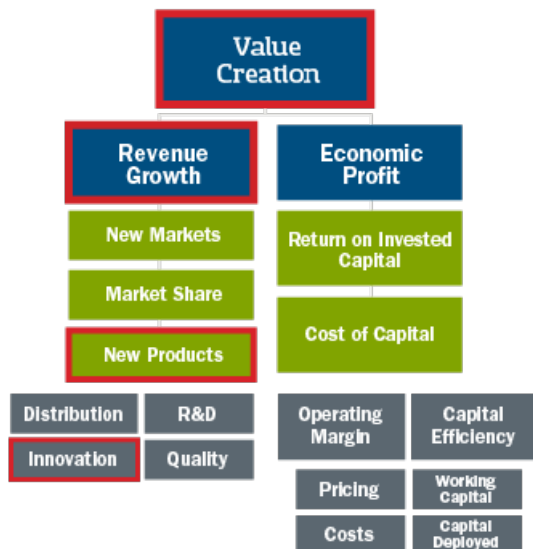 Value
Creation
Revenue
Growth
Economic
Profit
New Markets
Return on Invested
Capital
Market Share
New Products
Cost of Capital
Distribution
R&D
Innovation
Quality
Operating
Margin
Capital
Efficiency
Pricing
Working
Capital
Costs
Capital
Deployed